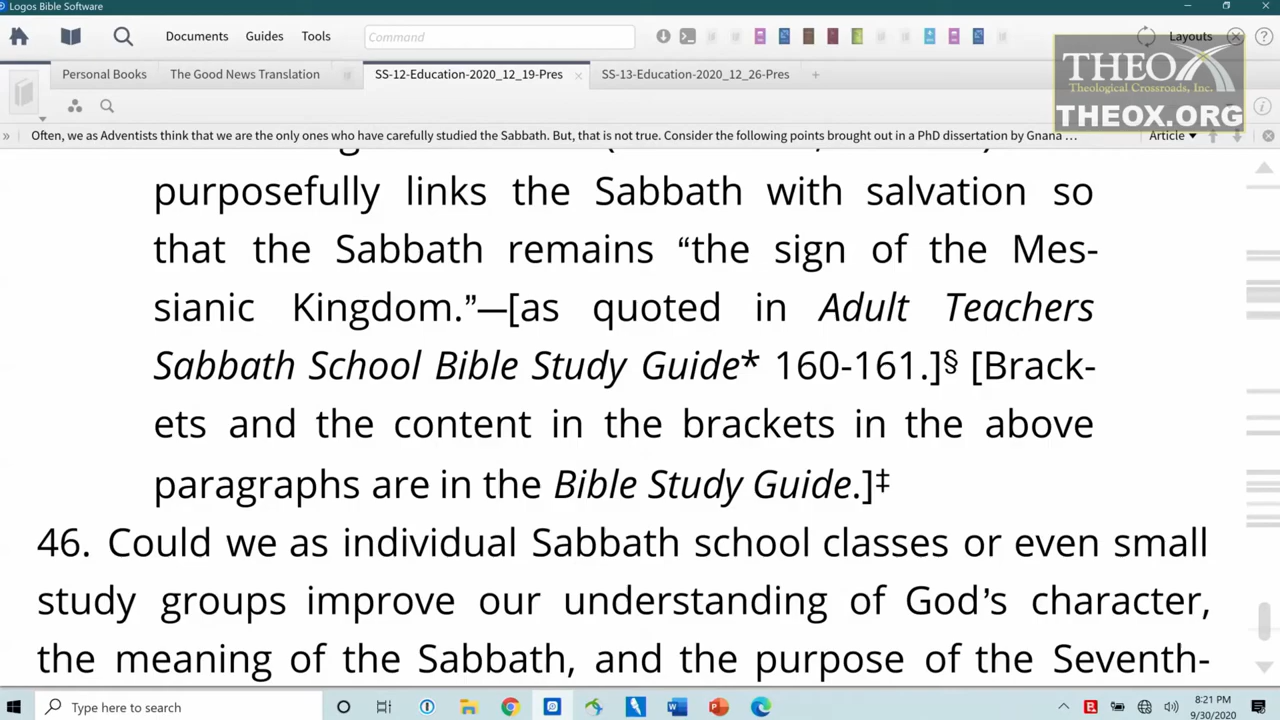 Logos Bible Software
Documents Guides Tools Command Layouts
Personal Books The Good News Translation SS-12-Education-2020_12_19-Pres SS-13-Education-2020_12_26-Pres
THEOX
Theological Crossroads, Inc.
THEOX.ORG
Often, we as Adventists think that we are the only ones who have carefully studied the Sabbath. But, that is not true. Consider the following points brought out in a PhD dissertation by Gnana ... Article
purposefully links the Sabbath with salvation so
that the Sabbath remains “the sign of the Mes-
sianic Kingdom.”—[as quoted in Adult Teachers
Sabbath School Bible Study Guide* 160-161.]§ [Brack-
ets and the content in the brackets in the above
paragraphs are in the Bible Study Guide.]‡
46. Could we as individual Sabbath school classes or even small
study groups improve our understanding of God’s character,
the meaning of the Sabbath, and the purpose of the Seventh-
Type here to search
8:21 PM
9/30/2020